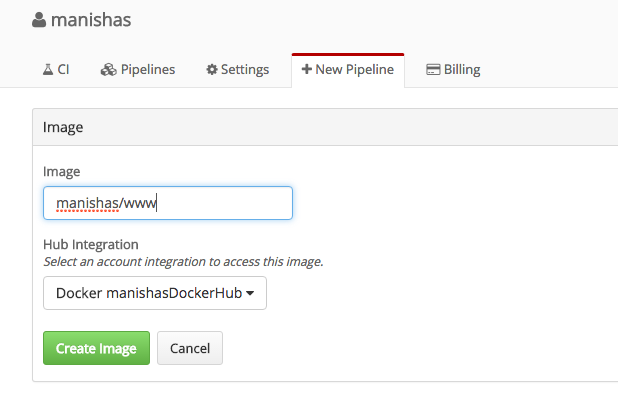 manishas
CI Pipelines Settings New Pipeline Billing
Image
Image
manishas/www
Hub Integration
Select an account integration to access this image.
Docker manishasDockerHub
Create Image Cancel